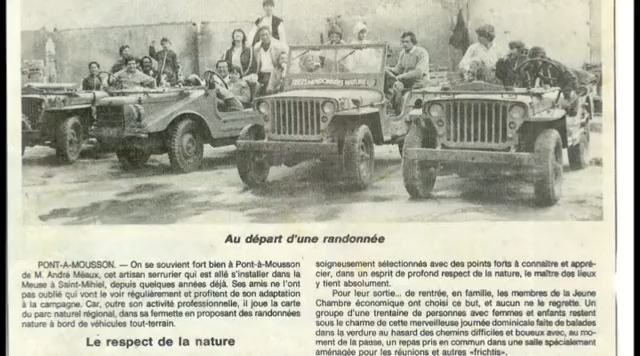 JEEPS RANDONNEES NATURE
Au départ d'une randonnée
PONT-A-MOUSSON. — On se souvient fort bien à Pont-à-Mousson
de M. André Méaux, cet artisan serrurier qui est allé s'installer dans la
Meuse à Saint-Mihiel, depuis quelques années déjà. Ses amis ne l'ont
pas oublié qui vont le voir régulièrement et profitent de son adaptation
à la campagne. Car, outre son activité professionnelle, il joue la carte
du parc naturel régional, dans sa fermette en proposant des randonnées
nature à bord de véhicules tout-terrain.
Le respect de la nature
soigneusement sélectionnés avec des points forts à connaître et appré-
cier, dans un esprit de profond respect de la nature, le maître des lieux
y tient absolument.
Pour leur sortie... de rentrée, en famille, les membres de la Jeune
Chambre économique ont choisi ce but, et aucun ne le regrette. Un
groupe d'une trentaine de personnes avec femmes et enfants restent
sous le charme de cette merveilleuse journée dominicale faite de balades
dans la verdure au hasard des chemins difficiles et boueux avec, au mo-
ment de la pause, un repas pris en commun dans une salle spécialement
aménagée pour les réunions et autres «frichtis».